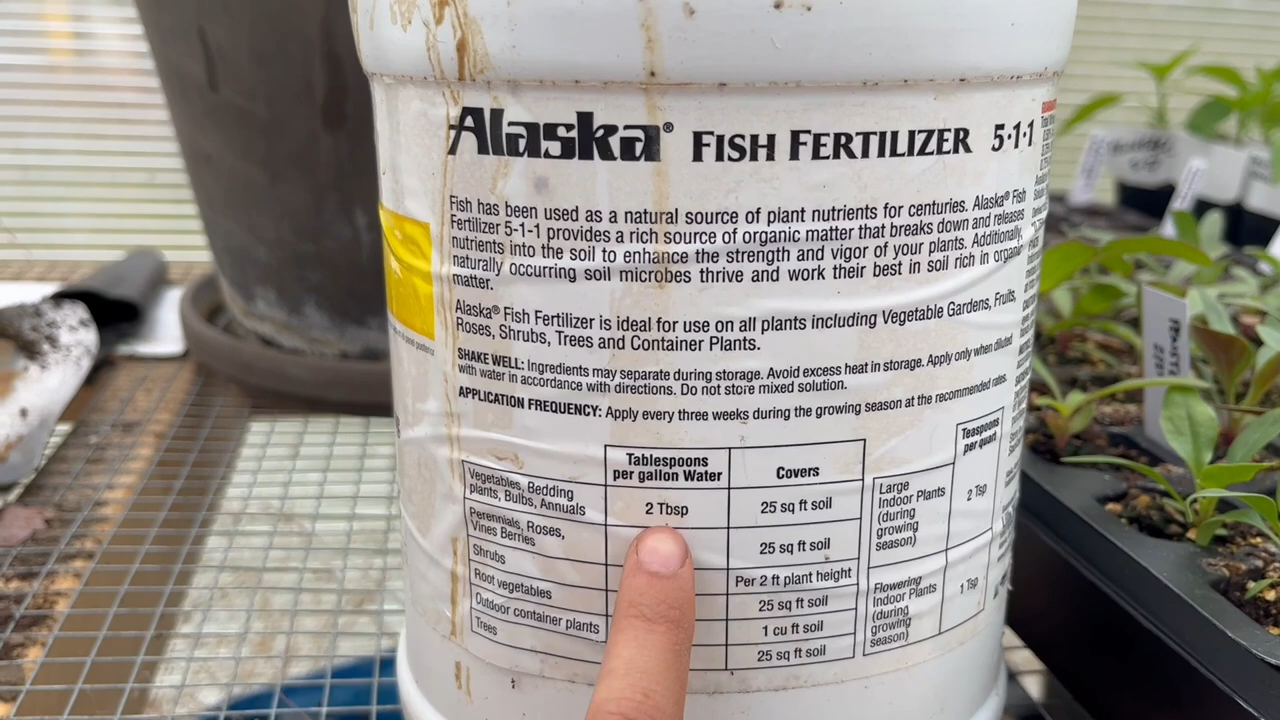 Alaska® FISH FERTILIZER 5·1·1
Fish has been used as a natural source of plant nutrients for centuries. Alaska® Fish
Fertilizer 5-1-1 provides a rich source of organic matter that breaks down and releases
nutrients into the soil to enhance the strength and vigor of your plants. Additionally,
naturally occurring soil microbes thrive and work their best in soil rich in organic
matter.
Alaska® Fish Fertilizer is ideal for use on all plants including Vegetable Gardens, Fruits,
Roses, Shrubs, Trees and Container Plants.
SHAKE WELL: Ingredients may separate during storage. Avoid excess heat in storage. Apply only when diluted
with water in accordance with directions. Do not store mixed solution.
APPLICATION FREQUENCY: Apply every three weeks during the growing season at the recommended rates.
Tablespoons
per gallon Water
Covers
Vegetables, Bedding
plants, Bulbs, Annuals
2 Tbsp
25 sq ft soil
Perennials, Roses,
Vines Berries
25 sq ft soil
Shrubs
Per 2 ft plant height
Root vegetables
25 sq ft soil
Outdoor container plants
1 cu ft soil
Trees
25 sq ft soil
Teaspoons
per quart
Large
Indoor Plants
(during
growing
season)
2 Tsp
Flowering
Indoor Plants
(during
growing
season)
1 Tsp